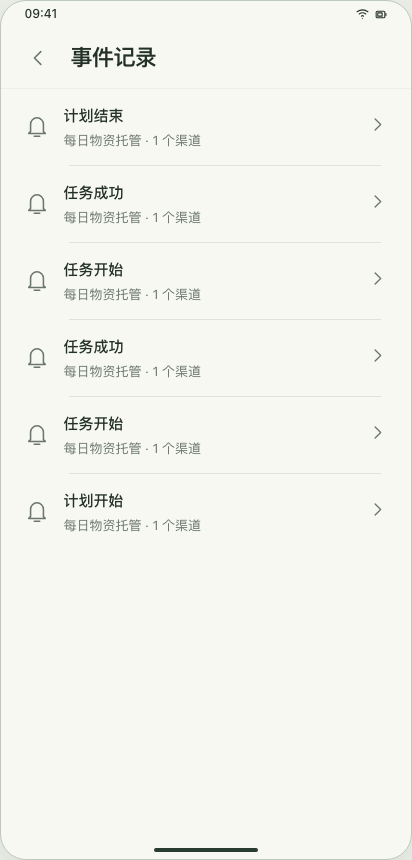 09:41
事件记录
计划结束
每日物资托管 · 1 个渠道
任务成功
每日物资托管 · 1 个渠道
任务开始
每日物资托管 · 1 个渠道
任务成功
每日物资托管 · 1 个渠道
任务开始
每日物资托管 · 1 个渠道
计划开始
每日物资托管 · 1 个渠道